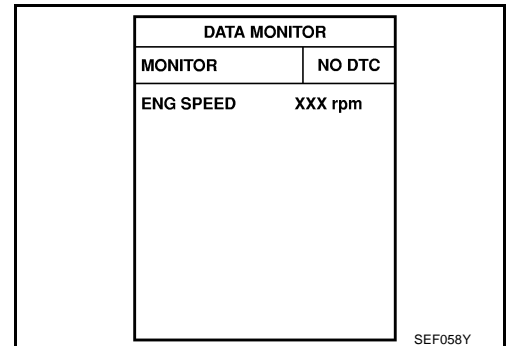 DATA MONITOR
MONITOR NO DTC
ENG SPEED XXX rpm
SEF058Y